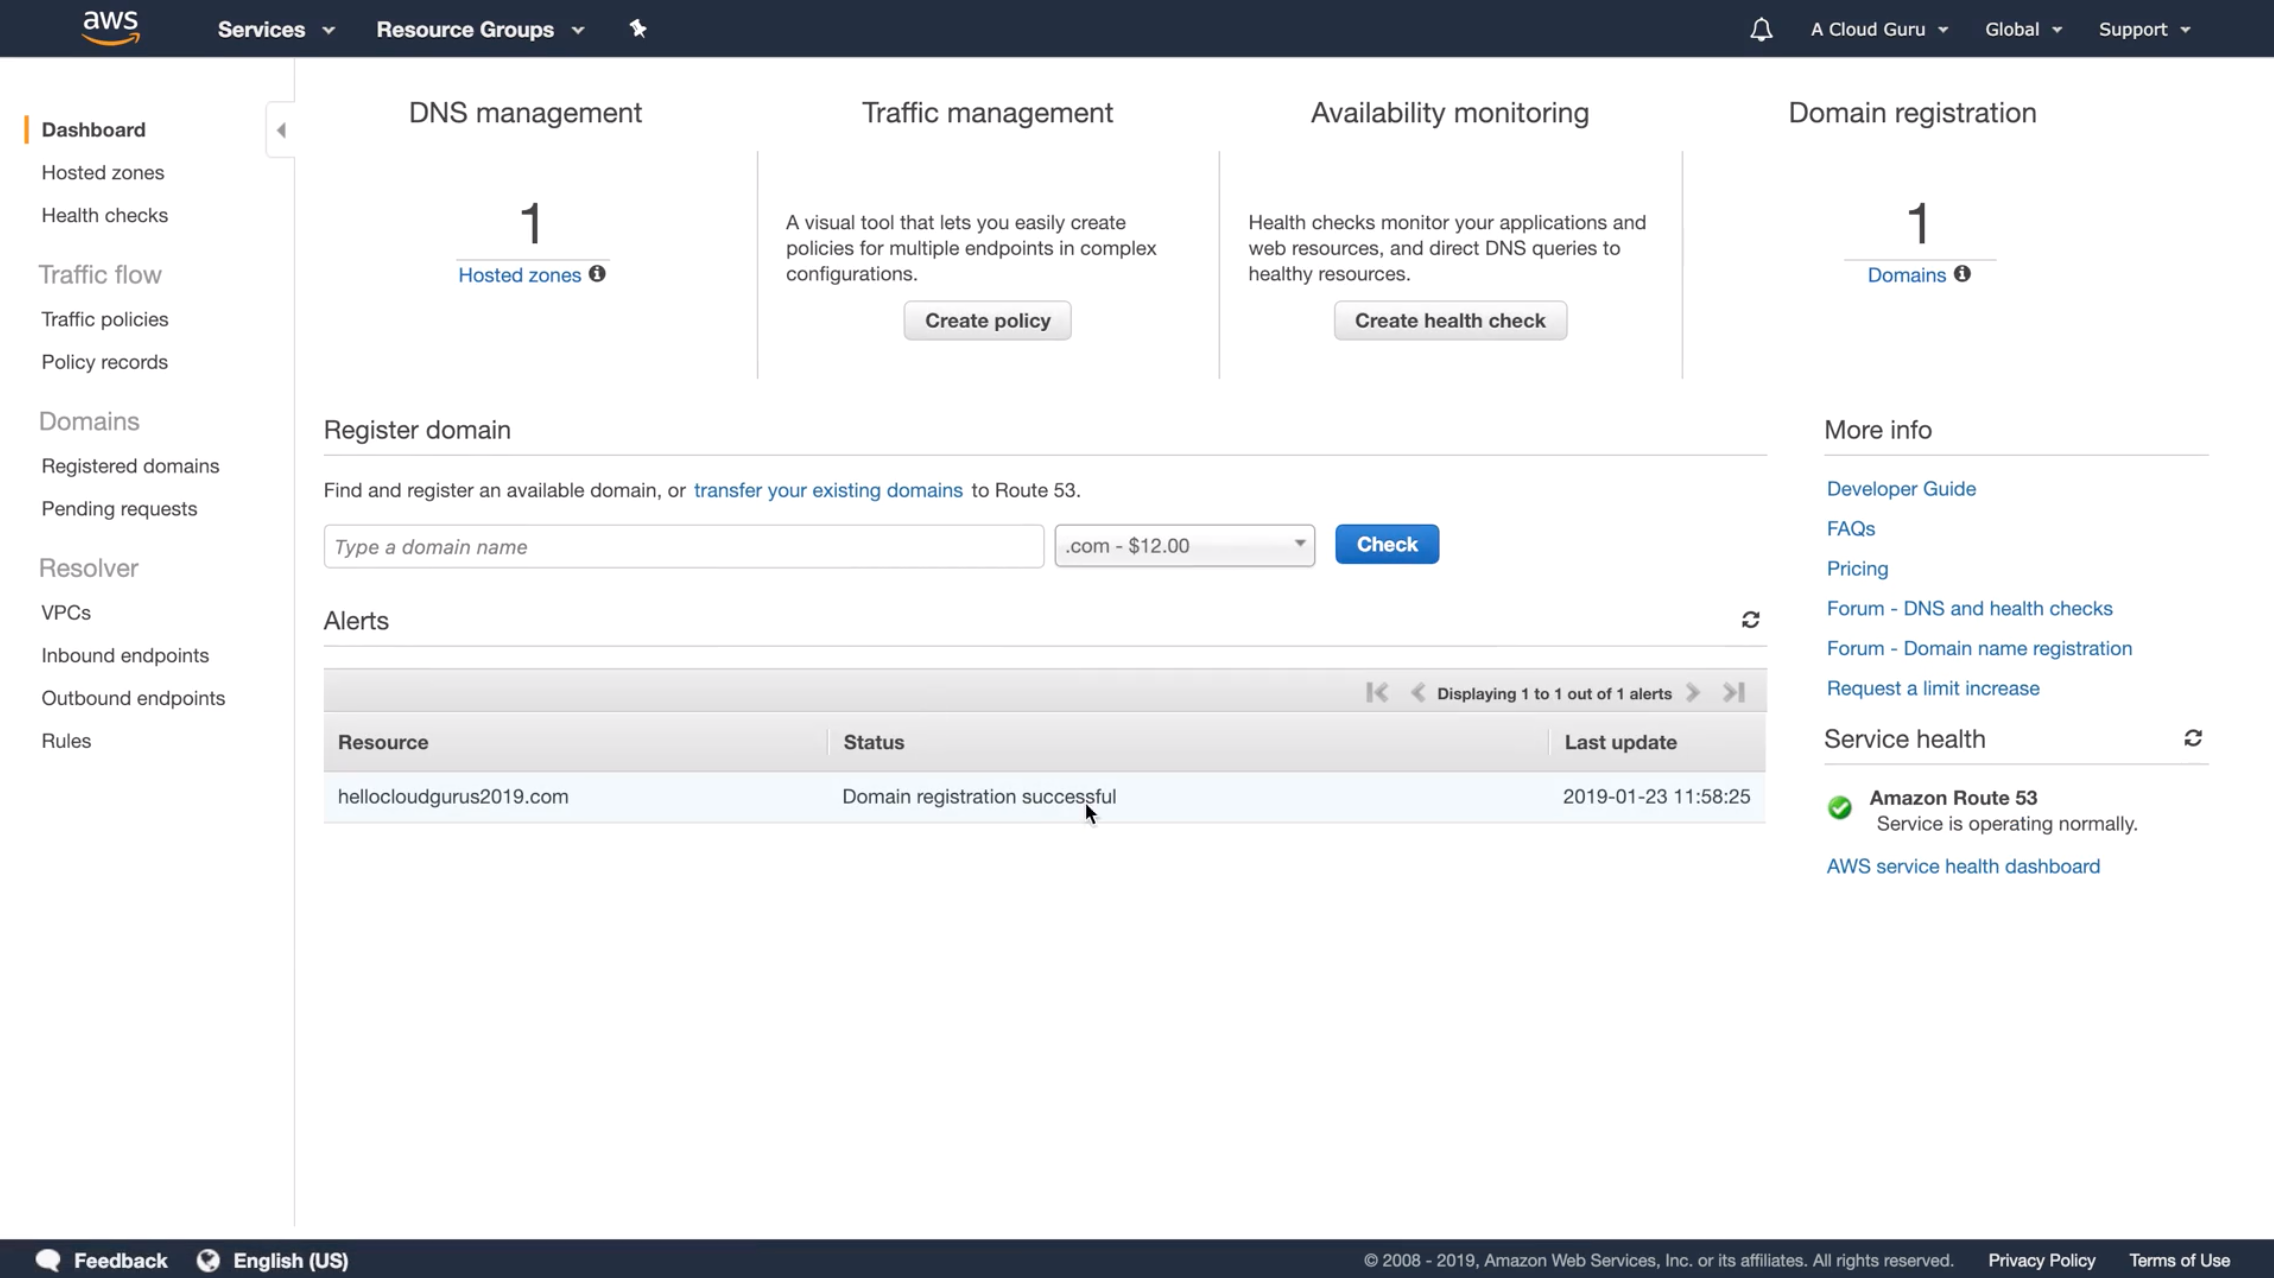 aws
Services
Resource Groups
A Cloud Guru
Global
Support
Dashboard
Hosted zones
Health checks
Traffic flow
Traffic policies
Policy records
Domains
Registered domains
Pending requests
Resolver
VPCs
Inbound endpoints
Outbound endpoints
Rules
DNS management
1
Hosted zones
Traffic management
A visual tool that lets you easily create
policies for multiple endpoints in complex
configurations.
Create policy
Availability monitoring
Health checks monitor your applications and
web resources, and direct DNS queries to
healthy resources.
Create health check
Domain registration
1
Domains
Register domain
Find and register an available domain, or transfer your existing domains to Route 53.
Type a domain name
.com - $12.00
Check
Alerts
Displaying 1 to 1 out of 1 alerts
Resource Status Last update
hellocloudgurus2019.com Domain registration successful 2019-01-23 11:58:25
More info
Developer Guide
FAQs
Pricing
Forum - DNS and health checks
Forum - Domain name registration
Request a limit increase
Service health
Amazon Route 53
Service is operating normally.
AWS service health dashboard
Feedback
English (US)
© 2008 - 2019, Amazon Web Services, Inc. or its affiliates. All rights reserved.
Privacy Policy
Terms of Use